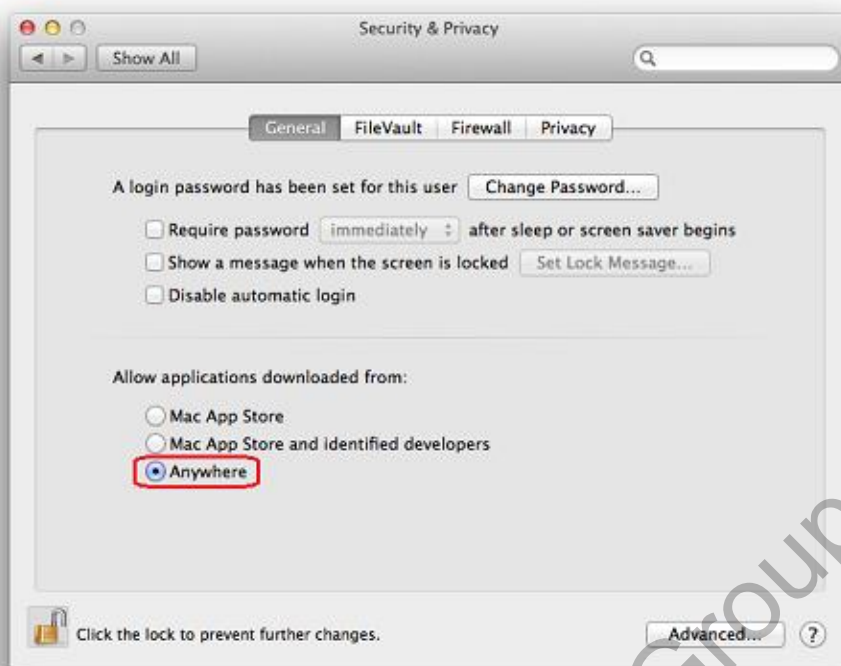 Security & Privacy
Show All
General FileVault Firewall Privacy
A login password has been set for this user Change Password...
Require password immediately after sleep or screen saver begins
Show a message when the screen is locked Set Lock Message...
Disable automatic login
Allow applications downloaded from:
Mac App Store
Mac App Store and identified developers
Anywhere
Click the lock to prevent further changes. Advanced... ?
Group